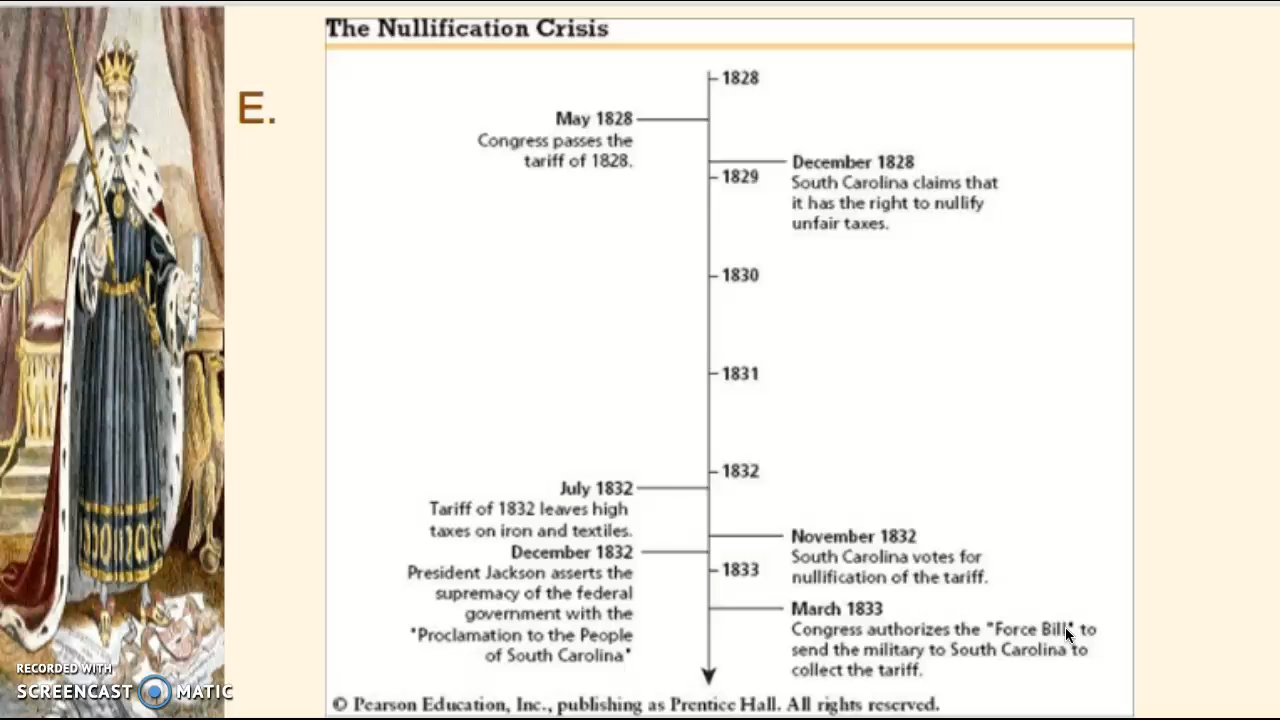 The Nullification Crisis
E.
1828
May 1828
Congress passes the
tariff of 1828.
December 1828
South Carolina claims that
it has the right to nullify
unfair taxes.
1829
1830
1831
1832
July 1832
Tariff of 1832 leaves high
taxes on iron and textiles.
November 1832
South Carolina votes for
nullification of the tariff.
December 1832
President Jackson asserts the
supremacy of the federal
government with the
"Proclamation to the People
of South Carolina"
1833
March 1833
Congress authorizes the "Force Bill" to
send the military to South Carolina to
collect the tariff.
RECORDED WITH
SCREENCAST MATIC
© Pearson Education, Inc., publishing as Prentice Hall. All rights reserved.